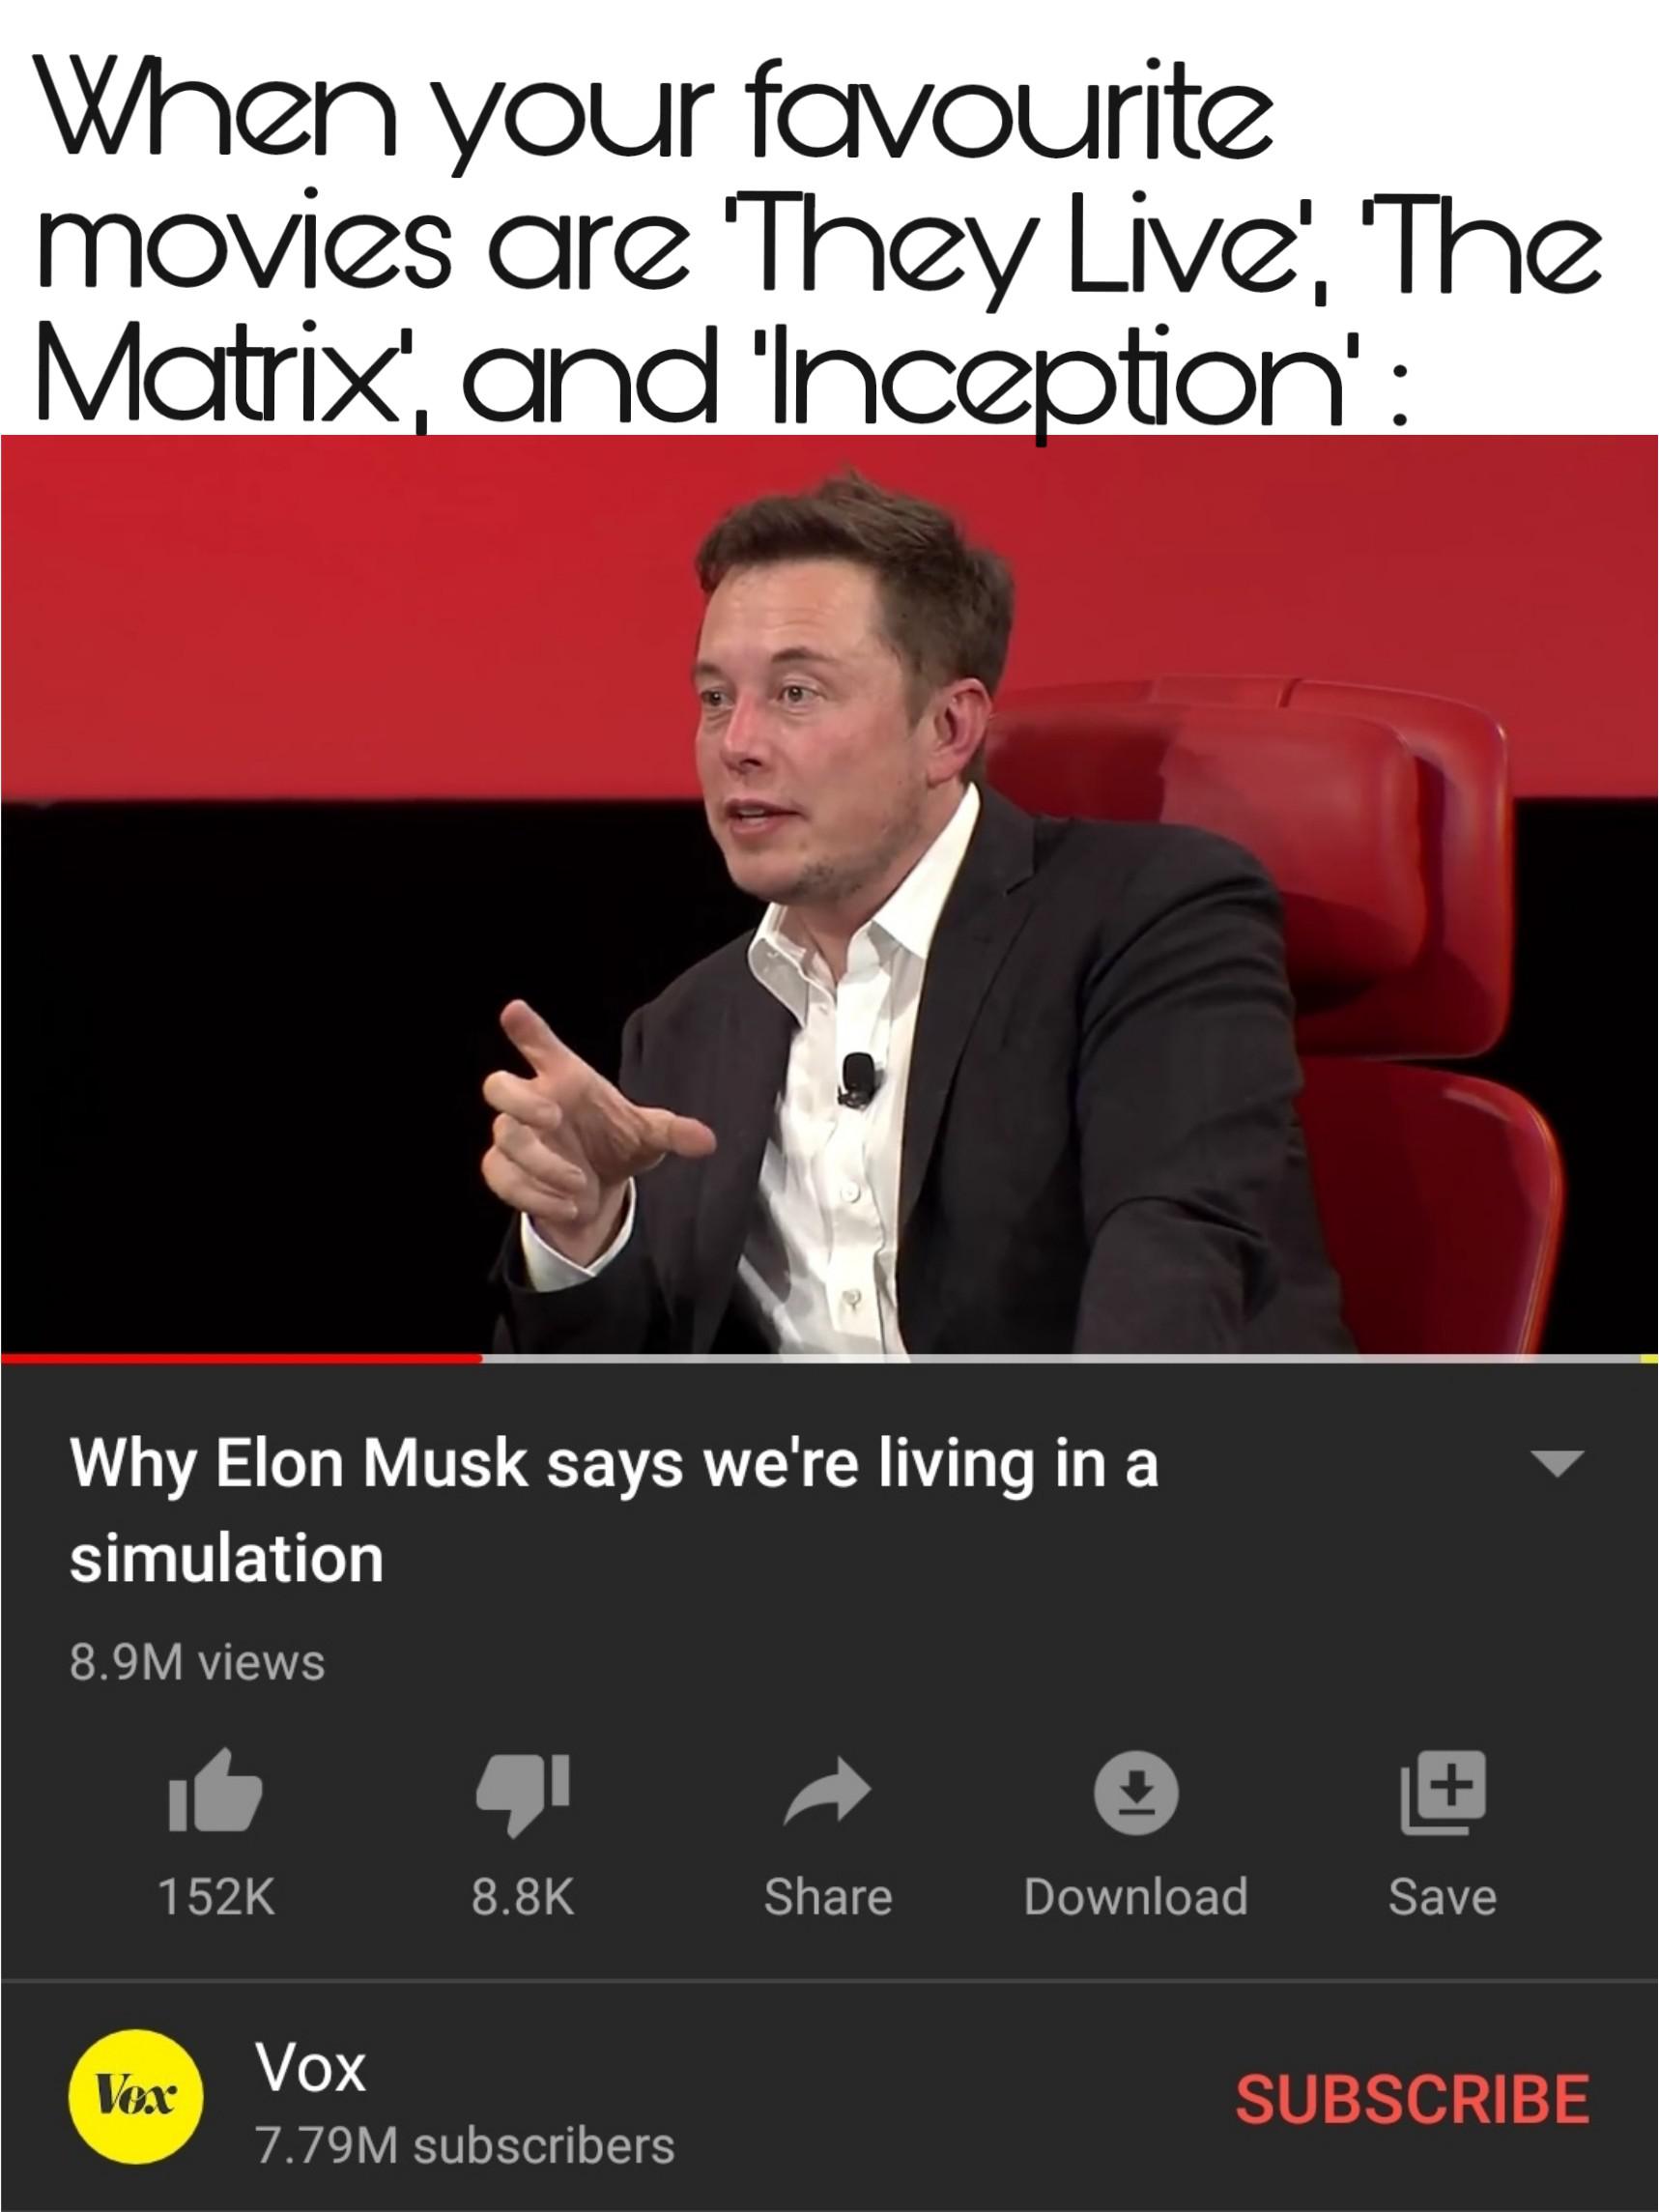 When your favourite
movies are 'They Live', 'The
Matrix', and 'Inception' :
Why Elon Musk says we're living in a
simulation
8.9M views
152K 8.8K Share Download Save
Vox
Vox
7.79M subscribers
SUBSCRIBE